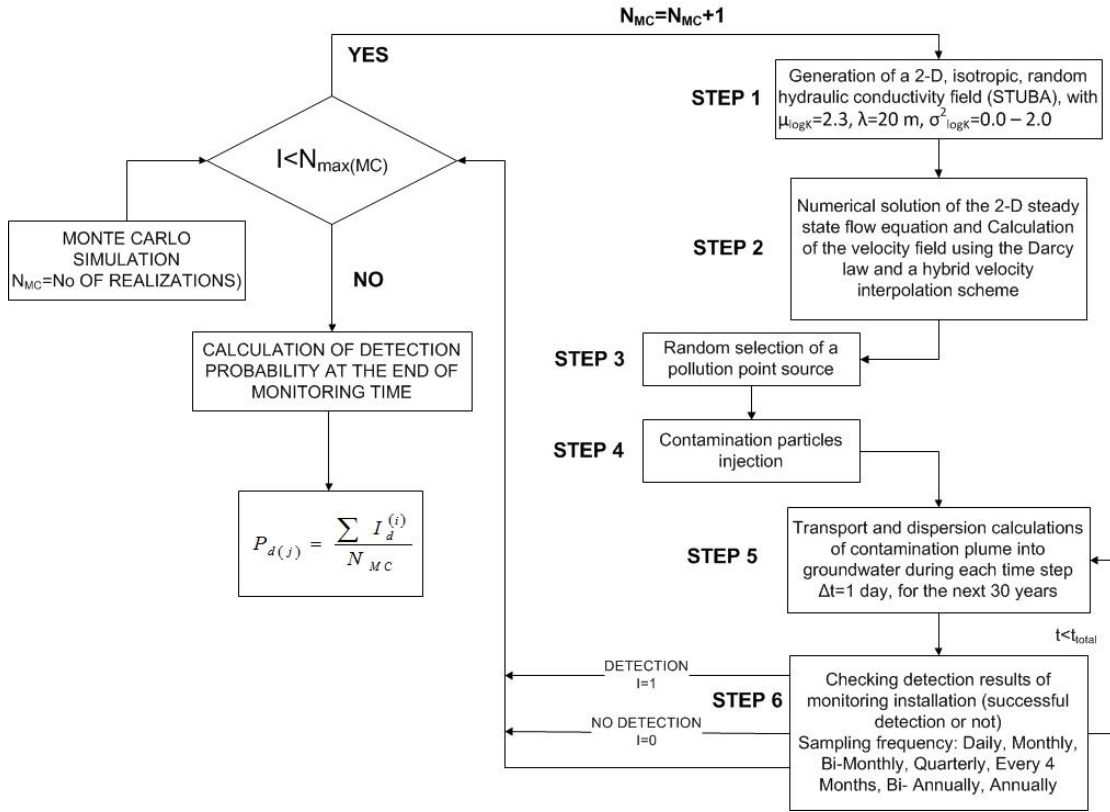 N_MC=N_MC+1
YES
STEP 1
Generation of a 2-D, isotropic, random
hydraulic conductivity field (STUBA), with
μ_logK=2.3, λ=20 m, σ²_logK=0.0 – 2.0
I<N_max(MC)
STEP 2
Numerical solution of the 2-D steady
state flow equation and Calculation
of the velocity field using the Darcy
law and a hybrid velocity
interpolation scheme
MONTE CARLO
SIMULATION
N_MC=No OF REALIZATIONS)
NO
STEP 3
Random selection of a
pollution point source
CALCULATION OF DETECTION
PROBABILITY AT THE END OF
MONITORING TIME
STEP 4
Contamination particles
injection
P_d(j) = ∑ I_d^(i) / N_MC
STEP 5
Transport and dispersion calculations
of contamination plume into
groundwater during each time step
Δt=1 day, for the next 30 years
t<t_total
DETECTION
I=1
NO DETECTION
I=0
STEP 6
Checking detection results of
monitoring installation (successful
detection or not)
Sampling frequency: Daily, Monthly,
Bi-Monthly, Quarterly, Every 4
Months, Bi- Annually, Annually